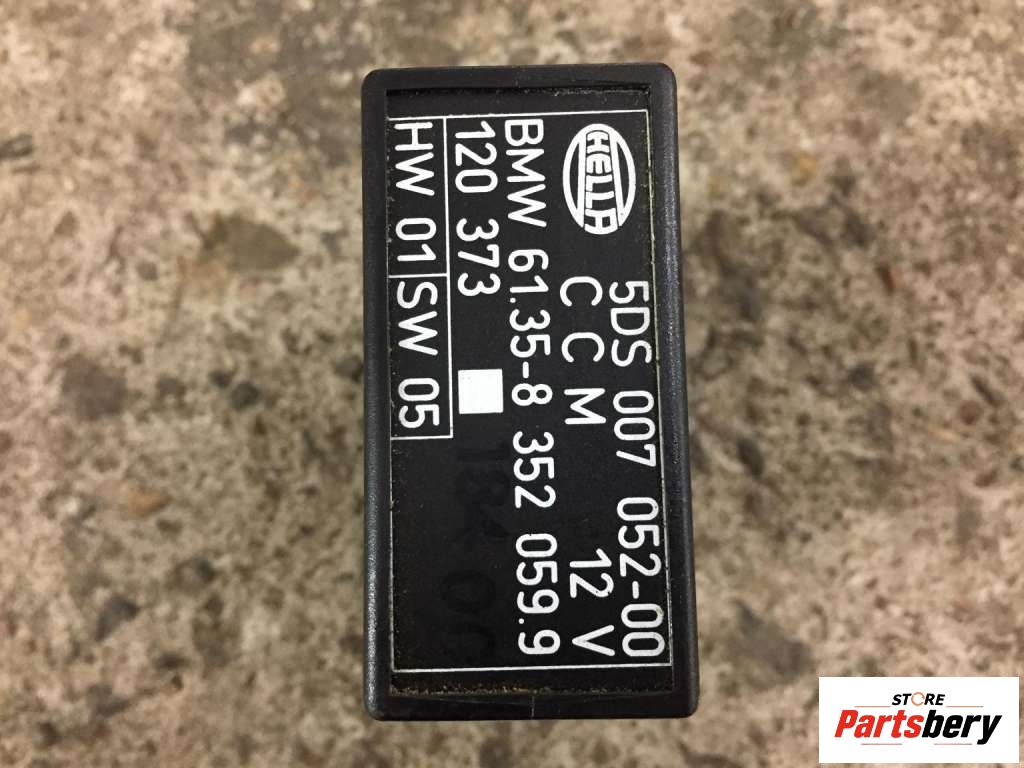 HELLA
5DS 007 052-00
C C M 12 V
BMW 61.35-8 352 059.9
120 373
HW 01 SW 05
STORE
Partsbery